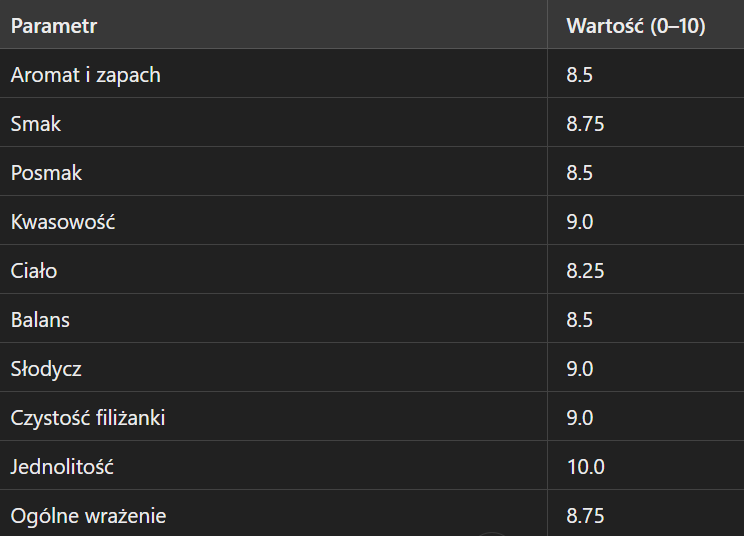 Parametr Wartość (0–10)
Aromat i zapach 8.5
Smak 8.75
Posmak 8.5
Kwasowość 9.0
Ciało 8.25
Balans 8.5
Słodycz 9.0
Czystość filiżanki 9.0
Jednolitość 10.0
Ogólne wrażenie 8.75